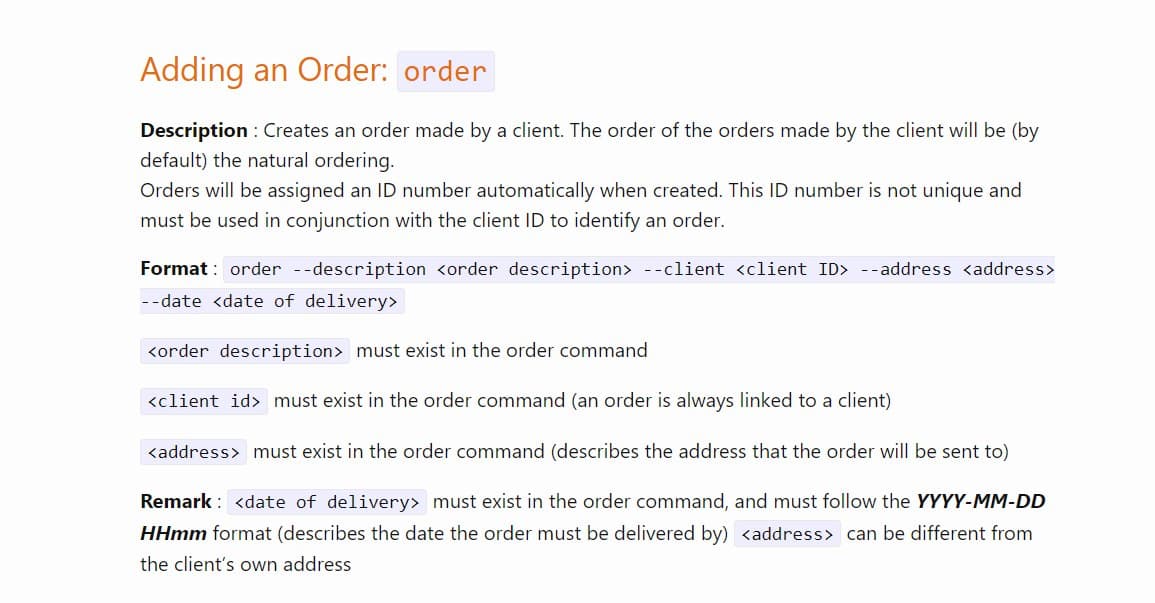 Adding an Order: order
Description : Creates an order made by a client. The order of the orders made by the client will be (by
default) the natural ordering.
Orders will be assigned an ID number automatically when created. This ID number is not unique and
must be used in conjunction with the client ID to identify an order.
Format : order --description <order description> --client <client ID> --address <address>
--date <date of delivery>
<order description> must exist in the order command
<client id> must exist in the order command (an order is always linked to a client)
<address> must exist in the order command (describes the address that the order will be sent to)
Remark : <date of delivery> must exist in the order command, and must follow the YYYY-MM-DD
HHmm format (describes the date the order must be delivered by) <address> can be different from
the client’s own address